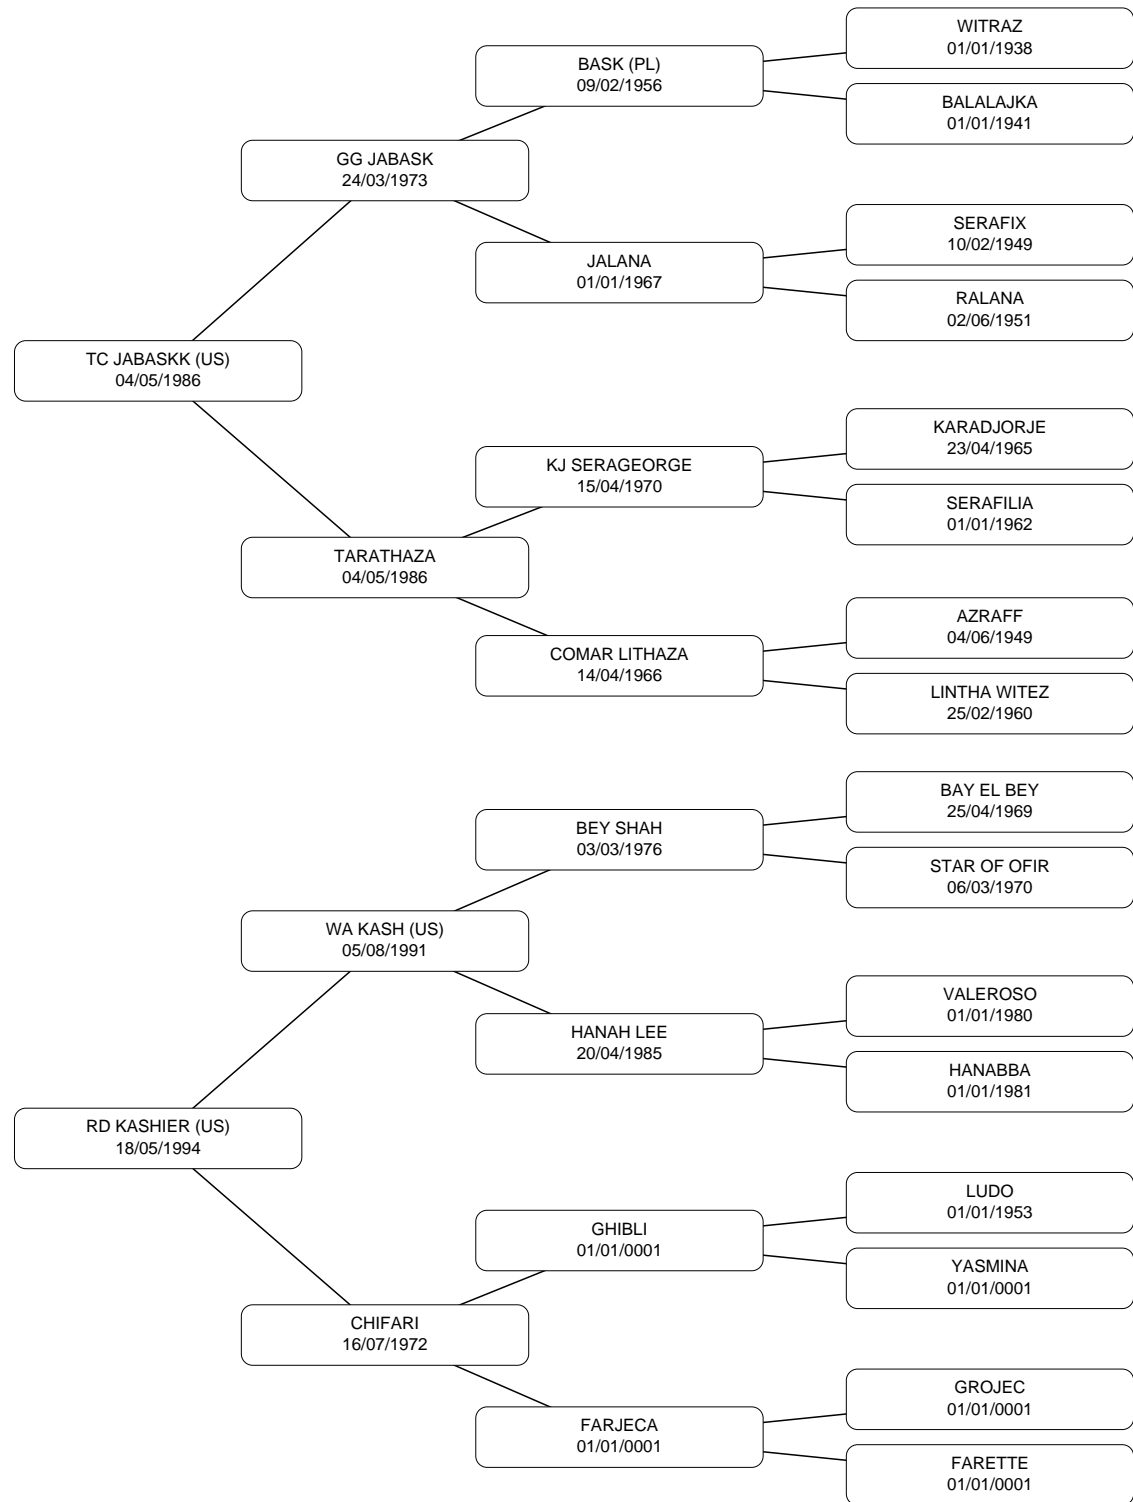 WITRAZ
01/01/1938
BASK (PL)
09/02/1956
BALALAJKA
01/01/1941
GG JABASK
24/03/1973
SERAFIX
10/02/1949
JALANA
01/01/1967
RALANA
02/06/1951
TC JABASKK (US)
04/05/1986
KARADJORJE
23/04/1965
KJ SERAGEORGE
15/04/1970
SERAFILIA
01/01/1962
TARATHAZA
04/05/1986
AZRAFF
04/06/1949
COMAR LITHAZA
14/04/1966
LINTHA WITEZ
25/02/1960
BAY EL BEY
25/04/1969
BEY SHAH
03/03/1976
STAR OF OFIR
06/03/1970
WA KASH (US)
05/08/1991
VALEROSO
01/01/1980
HANAH LEE
20/04/1985
HANABBA
01/01/1981
RD KASHIER (US)
18/05/1994
LUDO
01/01/1953
GHIBLI
01/01/0001
YASMINA
01/01/0001
CHIFARI
16/07/1972
GROJEC
01/01/0001
FARJECA
01/01/0001
FARETTE
01/01/0001